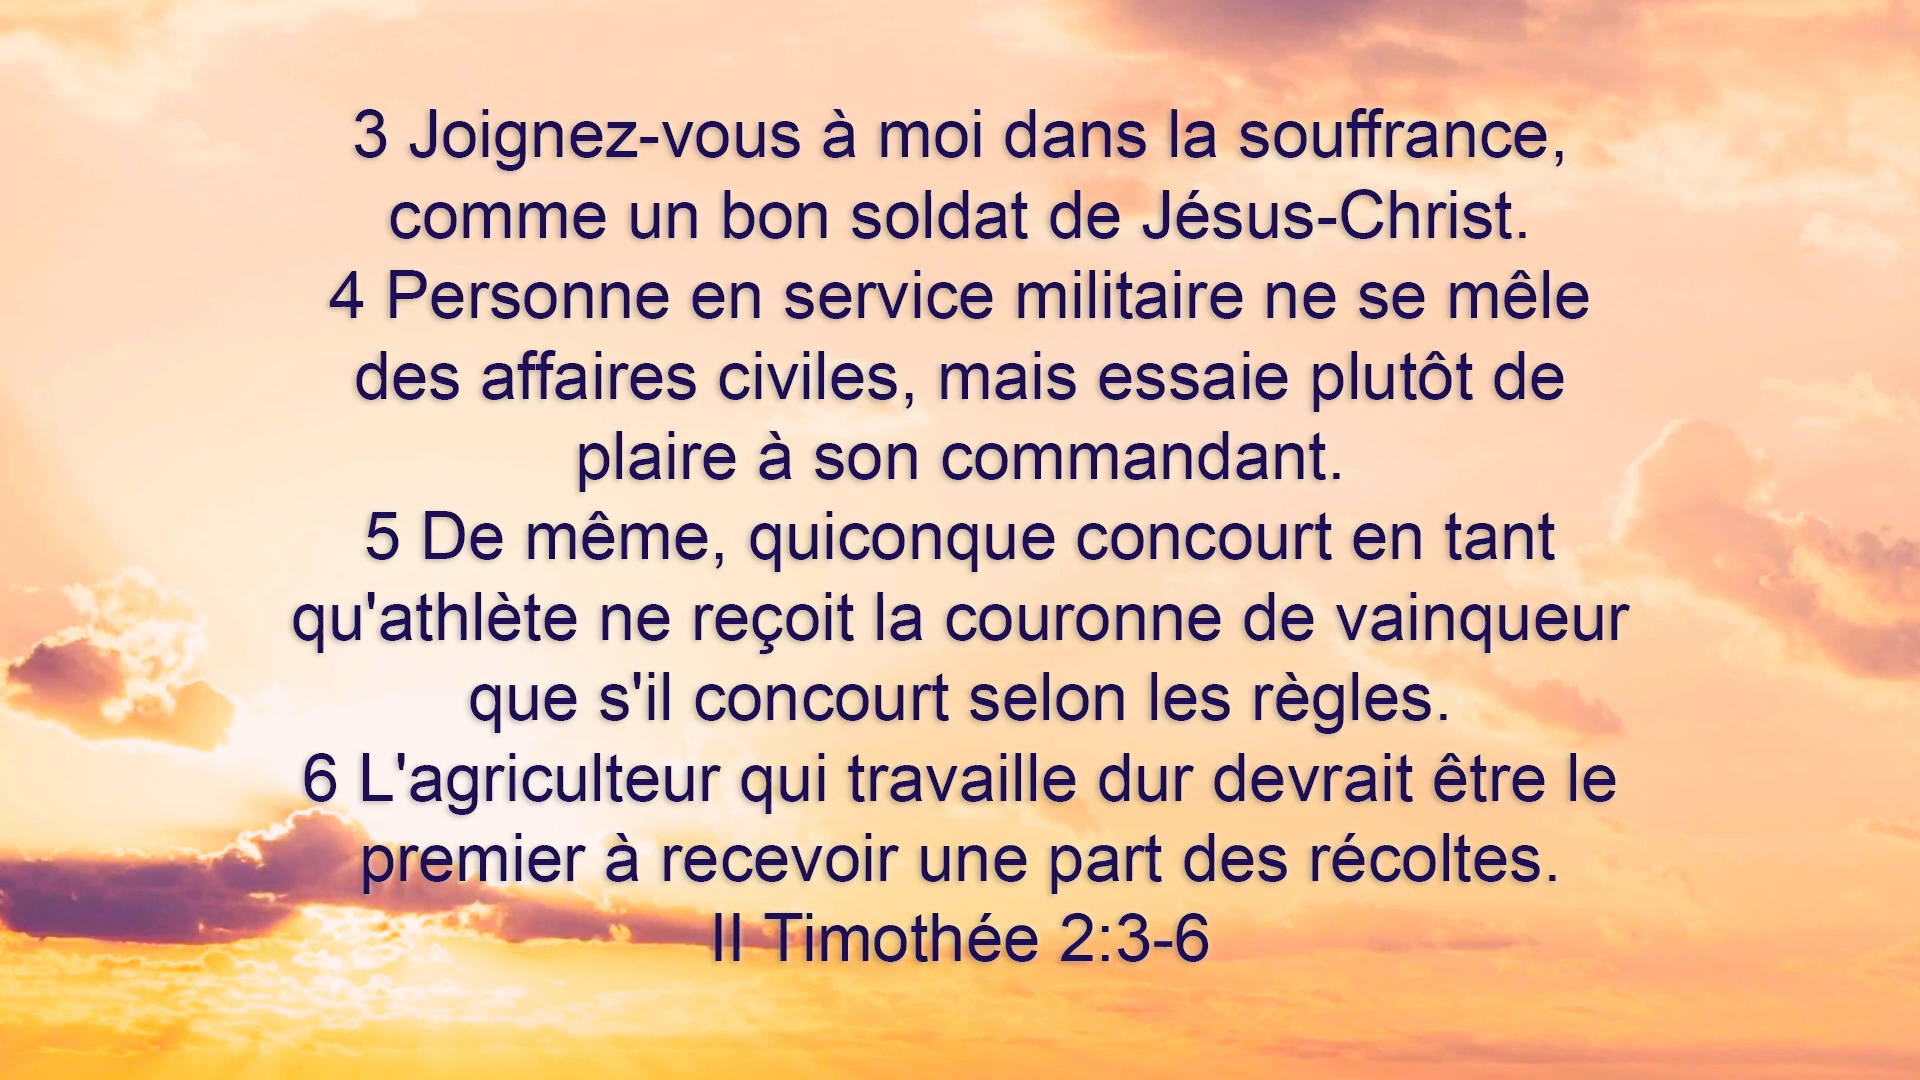 3 Joignez-vous à moi dans la souffrance,
comme un bon soldat de Jésus-Christ.
4 Personne en service militaire ne se mêle
des affaires civiles, mais essaie plutôt de
plaire à son commandant.
5 De même, quiconque concourt en tant
qu'athlète ne reçoit la couronne de vainqueur
que s'il concourt selon les règles.
6 L'agriculteur qui travaille dur devrait être le
premier à recevoir une part des récoltes.
II Timothée 2:3-6